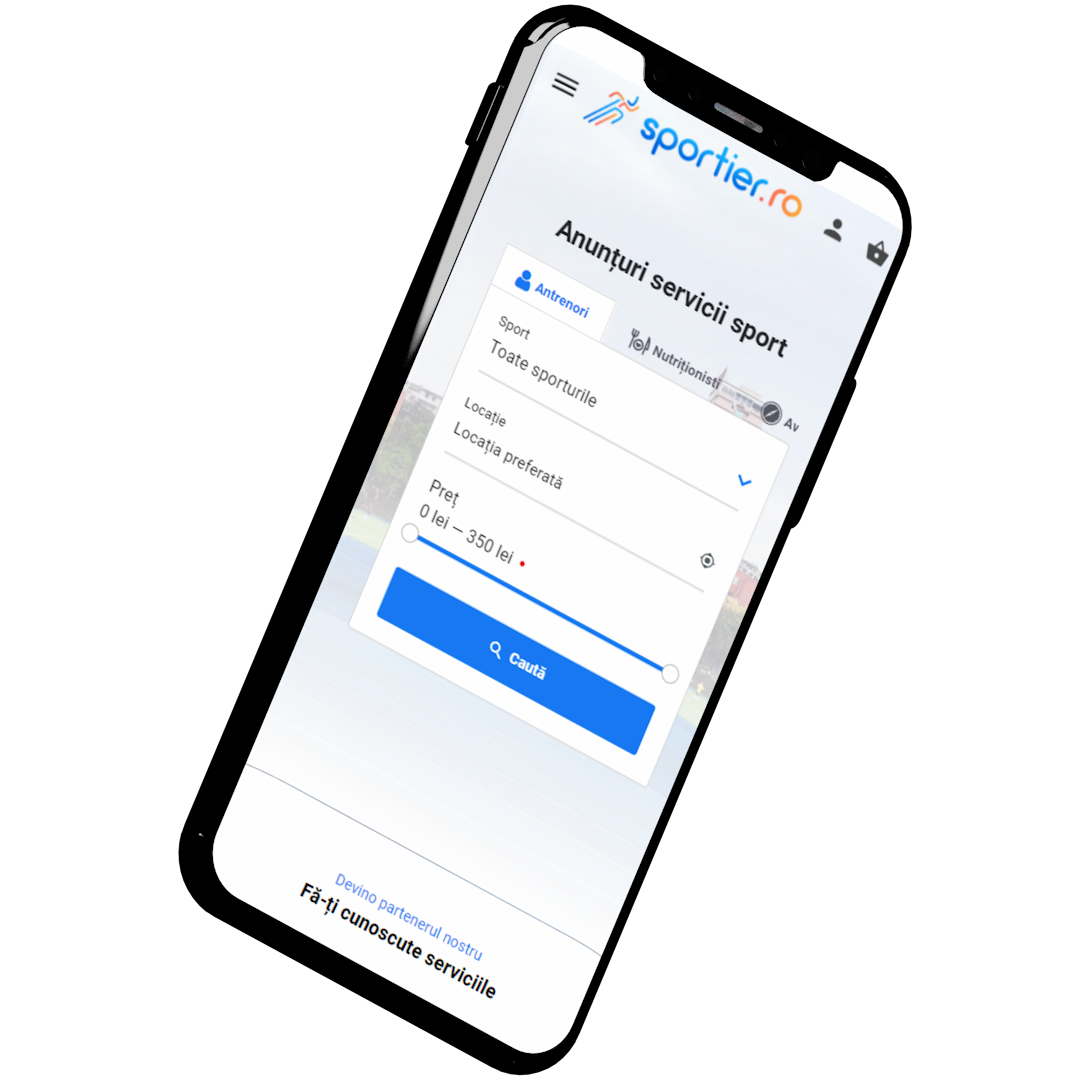 sportier.ro
Anunțuri servicii sport
Antrenori
Nutriționisti
Av
Sport
Toate sporturile
Locație
Locația preferată
Preț
0 lei — 350 lei
Caută
Devino partenerul nostru
Fă-ți cunoscute serviciile